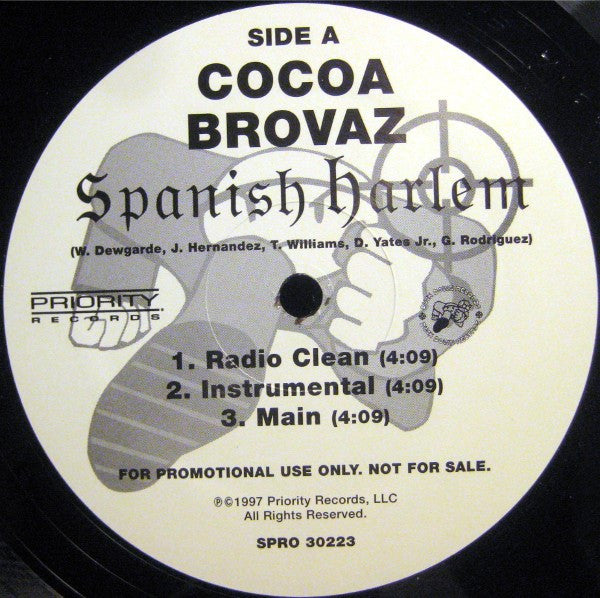 SIDE A
COCOA
BROVAZ
Spanish Harlem
(W. Dewgarde, J. Hernandez, T. Williams, D. Yates Jr., G. Rodriguez)
PRIORITY
RECORDS
1. Radio Clean (4:09)
2. Instrumental (4:09)
3. Main (4:09)
FOR PROMOTIONAL USE ONLY. NOT FOR SALE.
℗©1997 Priority Records, LLC
All Rights Reserved.
SPRO 30223